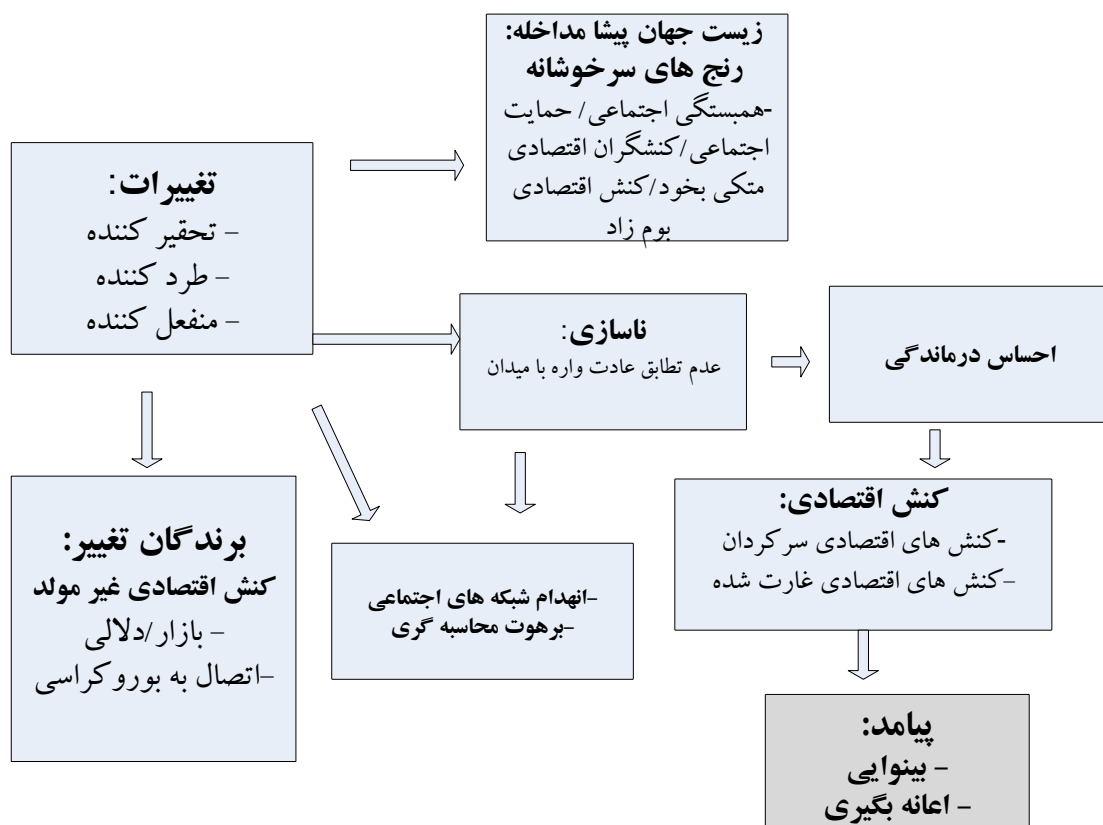 زیست جهان پیشا مداخله:
رنج های سرخوشانه
-همبستگی اجتماعی/ حمایت
اجتماعی/کنشگران اقتصادی
متکی بخود/کنش اقتصادی
بوم زاد
تغییرات:
– تحقیر کننده
– طرد کننده
– منفعل کننده
ناسازی:
عدم تطابق عادت واره با میدان
احساس درماندگی
برندگان تغییر:
کنش اقتصادی غیر مولد
– بازار/دلالی
–اتصال به بوروکراسی
–انهدام شبکه های اجتماعی
–برهوت محاسبه گری
کنش اقتصادی:
-کنش های اقتصادی سرکردان
–کنش های اقتصادی غارت شده
پیامد:
– بینوایی
– اعانه بگیری